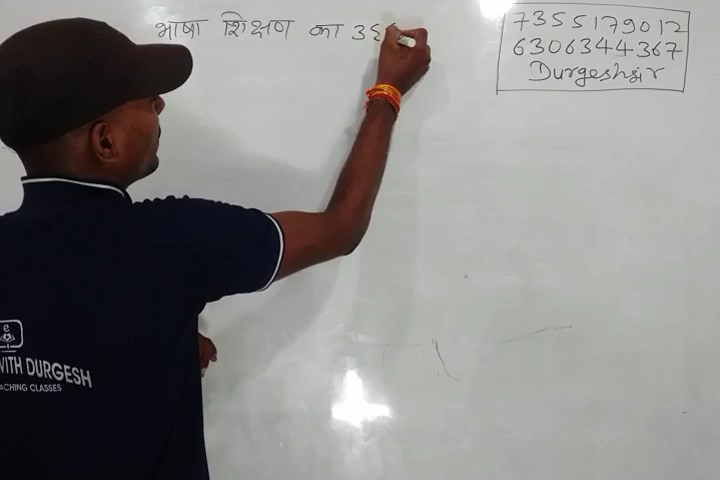 भाषा शिक्षण का
7355179012
6306344367
Durgeshsir
e
WITH DURGESH
ACHING CLASSES